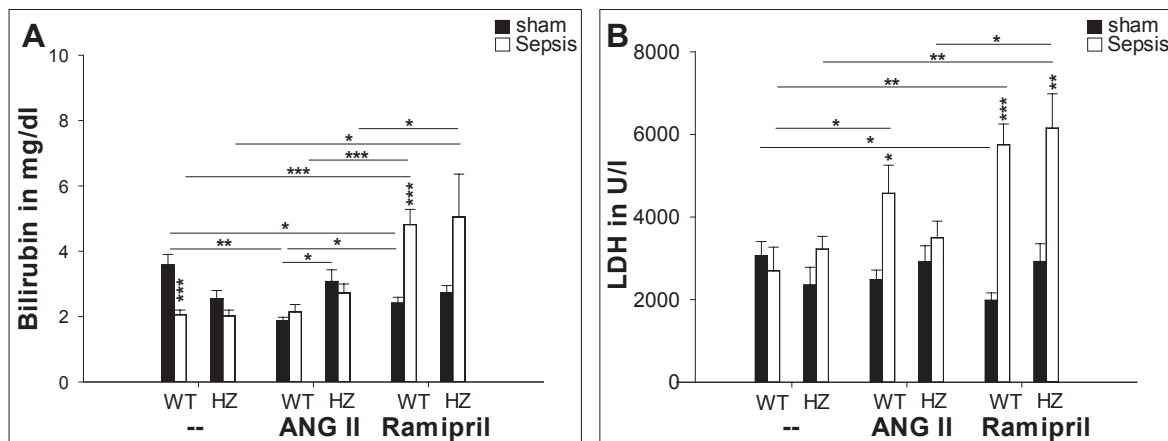 A
sham
Sepsis
Bilirubin in mg/dl
10
8
6
4
2
0
*
*
***
***
***
*
** *
*
***
WT HZ WT HZ WT HZ
-- ANG II Ramipril
B
sham
Sepsis
LDH in U/l
8000
6000
4000
2000
0
*
**
**
**
***
*
*
*
WT HZ WT HZ WT HZ
-- ANG II Ramipril